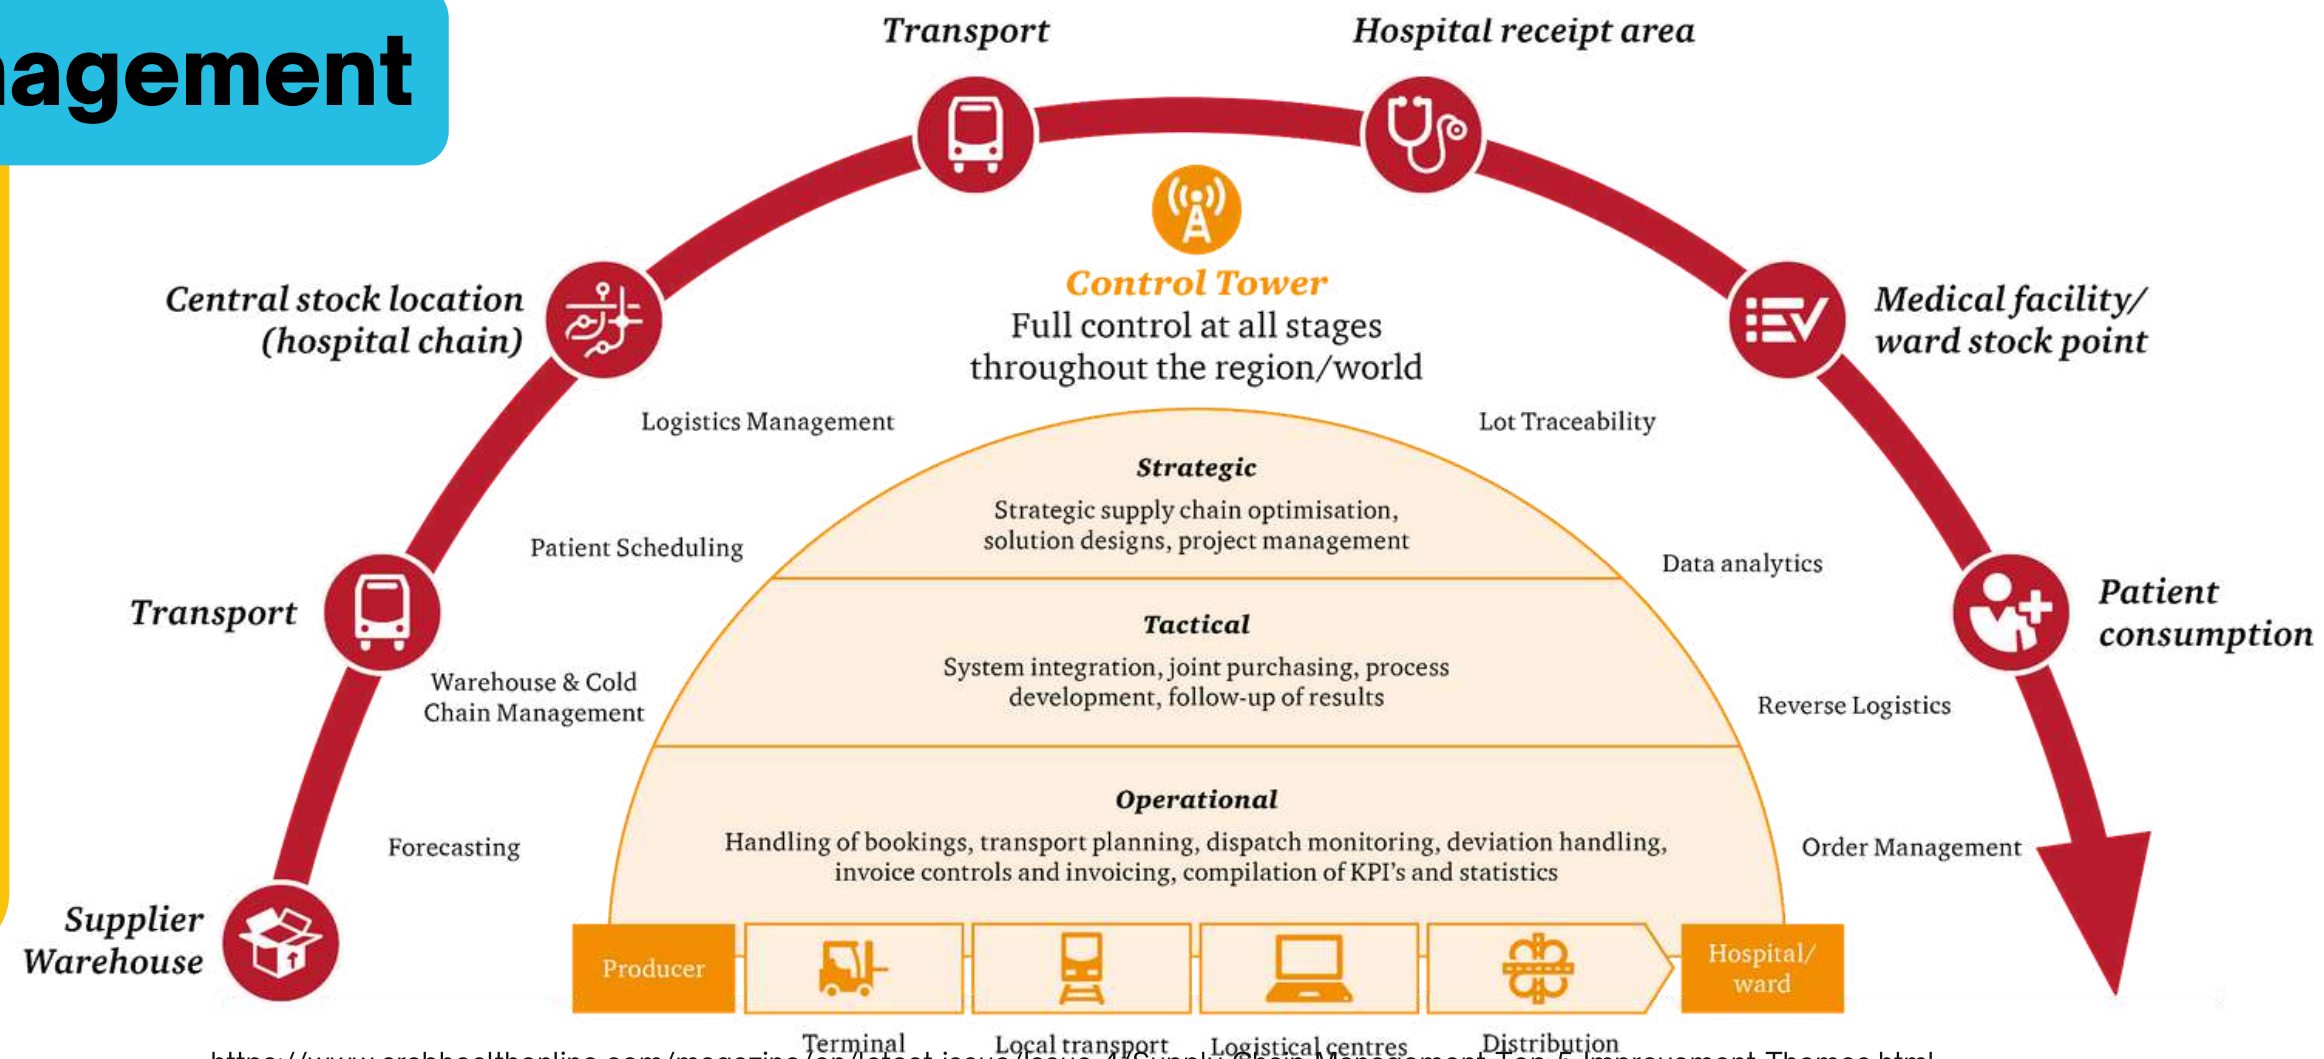 nagement
Transport
Hospital receipt area
Control Tower
Full control at all stages
throughout the region/world
Central stock location
(hospital chain)
Medical facility/
ward stock point
Logistics Management
Lot Traceability
Strategic
Strategic supply chain optimisation,
solution designs, project management
Patient Scheduling
Data analytics
Transport
Patient
consumption
Tactical
System integration, joint purchasing, process
development, follow-up of results
Warehouse & Cold
Chain Management
Reverse Logistics
Operational
Handling of bookings, transport planning, dispatch monitoring, deviation handling,
invoice controls and invoicing, compilation of KPI's and statistics
Forecasting
Order Management
Supplier
Warehouse
Producer
Hospital/
ward
Terminal
Local transport
Logistical centres
Distribution